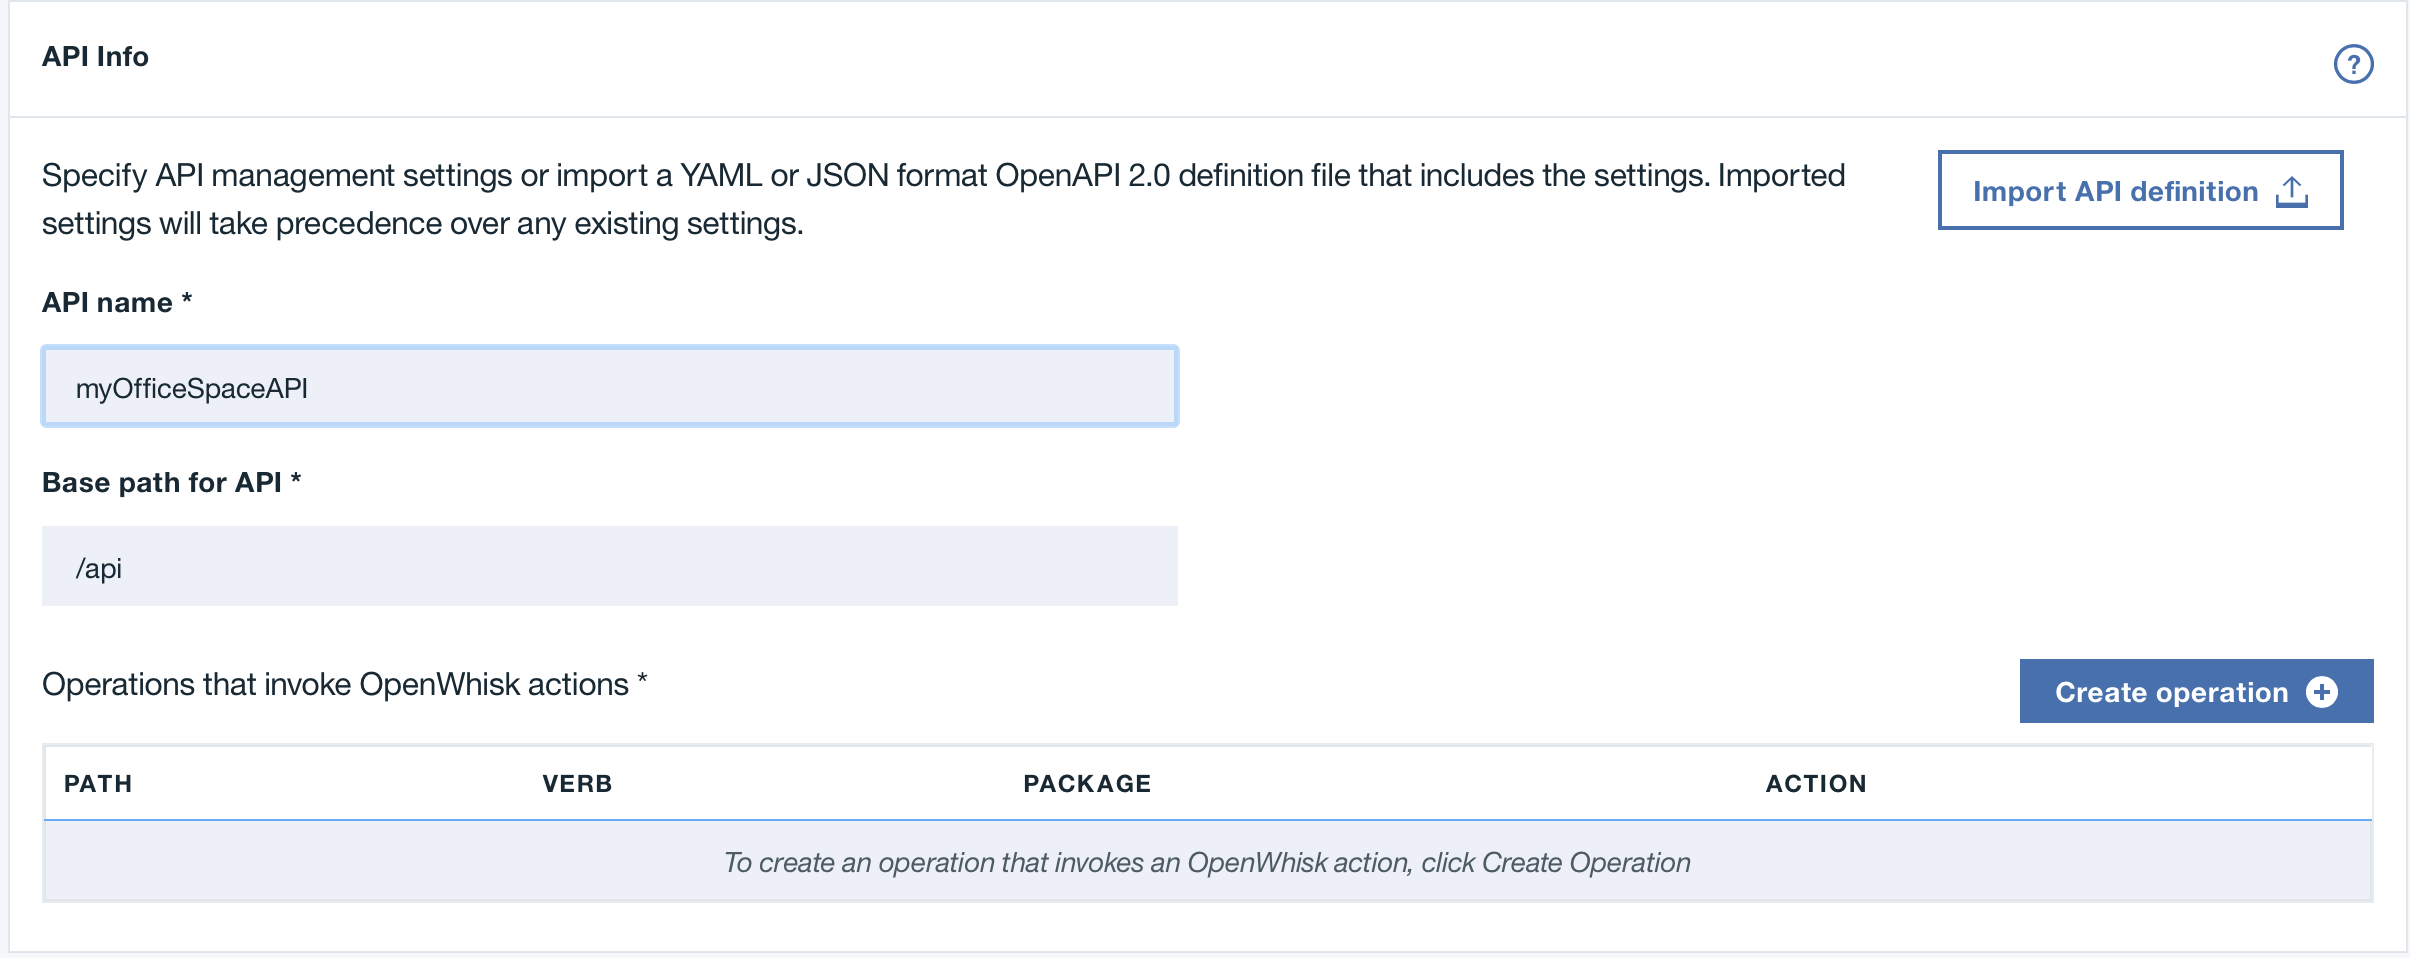 API Info
?
Specify API management settings or import a YAML or JSON format OpenAPI 2.0 definition file that includes the settings. Imported
settings will take precedence over any existing settings.
Import API definition
API name *
myOfficeSpaceAPI
Base path for API *
/api
Operations that invoke OpenWhisk actions *
Create operation
PATH VERB PACKAGE ACTION
To create an operation that invokes an OpenWhisk action, click Create Operation